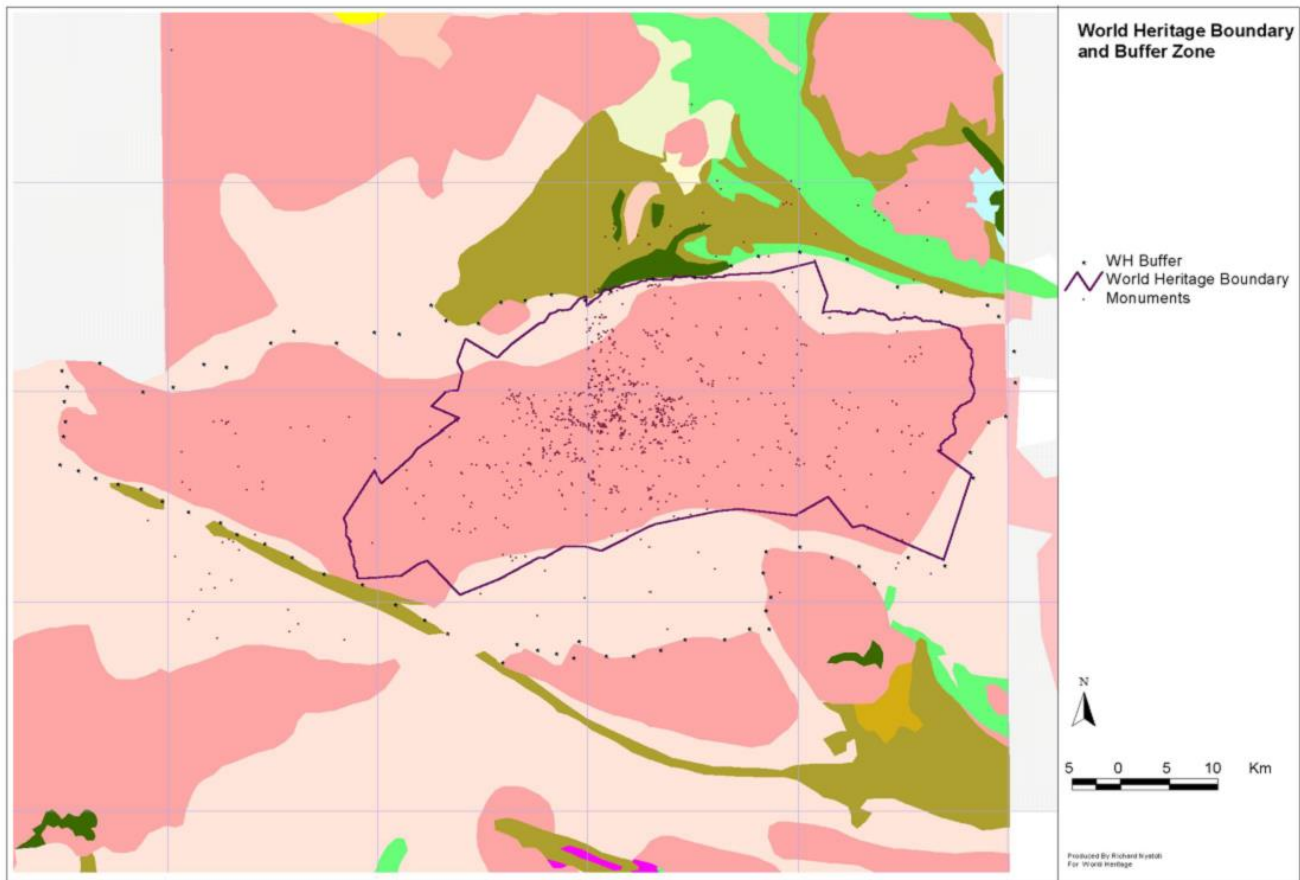 World Heritage Boundary
and Buffer Zone
WH Buffer
World Heritage Boundary
Monuments
N
5 0 5 10 Km
Produced By Richard
For World Heritage